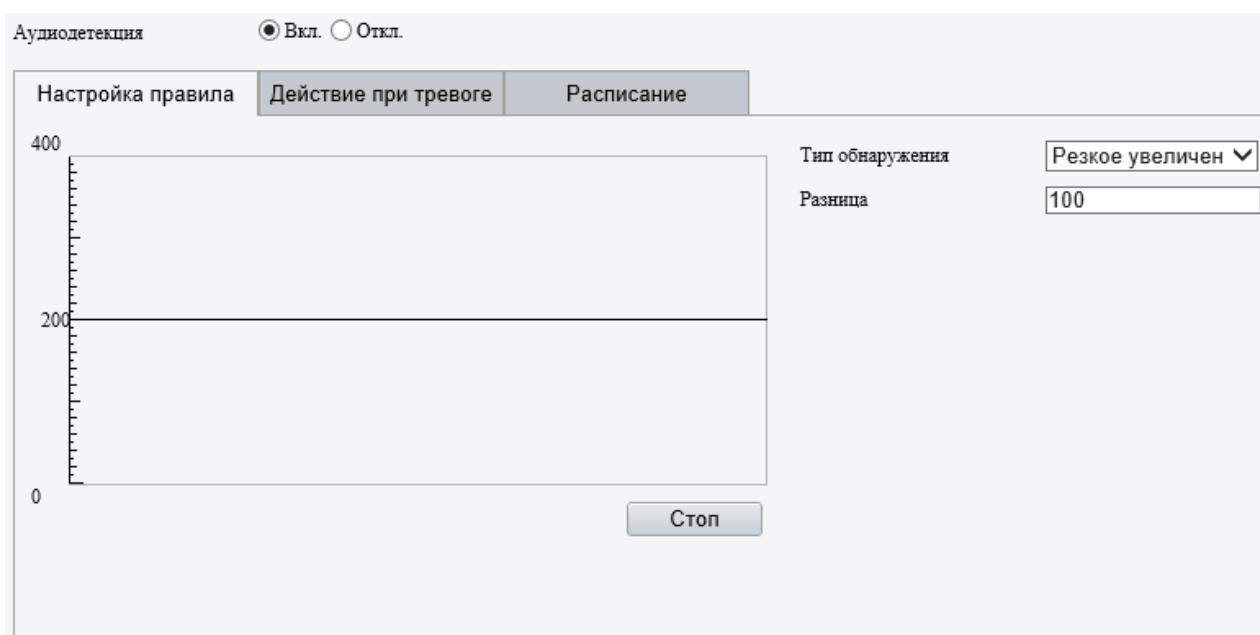 Аудиодетекция Вкл. Откл.
Настройка правила Действие при тревоге Расписание
400
Тип обнаружения Резкое увеличен
Разница 100
200
0
Стоп